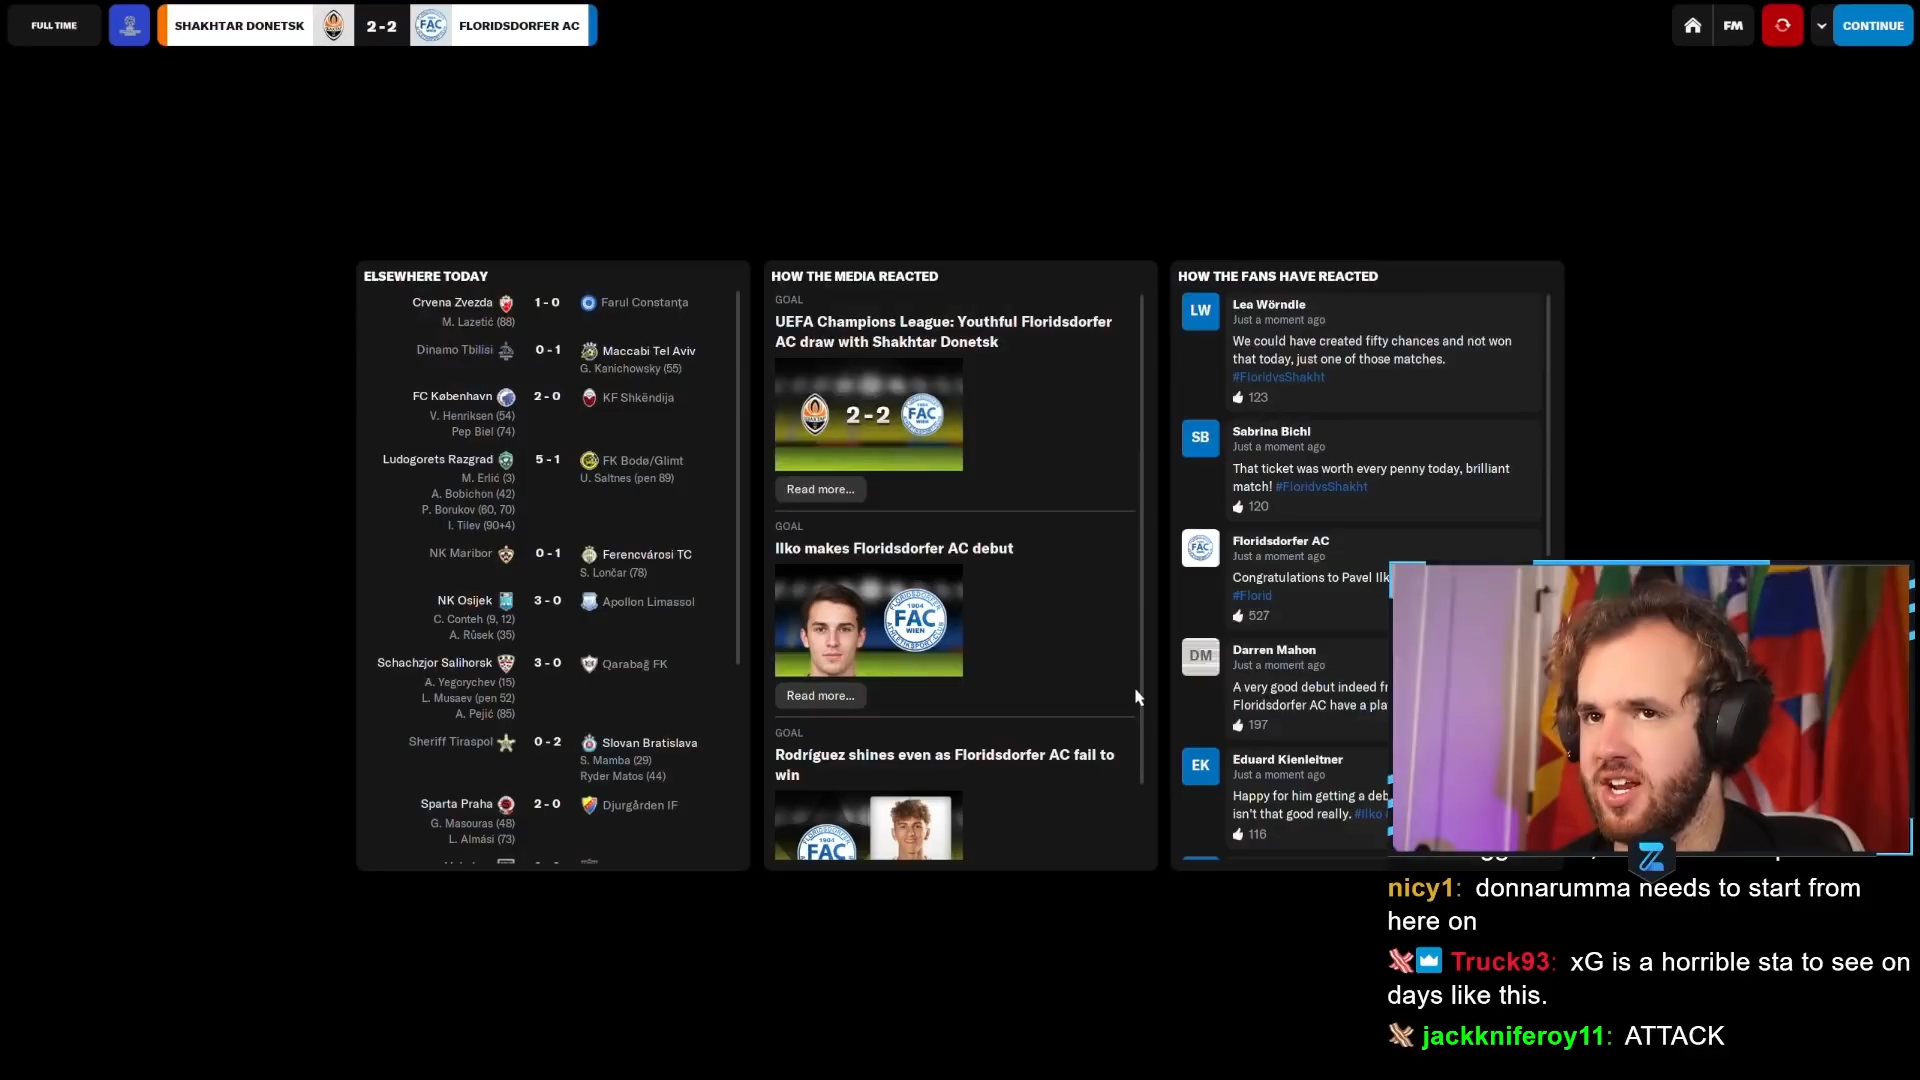 FULL TIME
SHAKHTAR DONETSK
2-2
FLORIDSDORFER AC
FM
CONTINUE
ELSEWHERE TODAY
Crvena Zvezda 1 - 0 Farul Constanța
M. Lazetić (88)
Dinamo Tbilisi 0 - 1 Maccabi Tel Aviv
G. Kanichowsky (55)
FC København 2 - 0 KF Shkëndija
V. Henriksen (54)
Pep Biel (74)
Ludogorets Razgrad 5 - 1 FK Bodø/Glimt
M. Erlić (3)
U. Saltnes (pen 89)
A. Bobichon (42)
P. Borukov (60, 70)
I. Tilev (90+4)
NK Maribor 0 - 1 Ferencvárosi TC
S. Lončar (78)
NK Osijek 3 - 0 Apollon Limassol
C. Conteh (9, 12)
A. Růsek (35)
Schachzjor Salihorsk 3 - 0 Qarabağ FK
A. Yegorychev (15)
L. Musaev (pen 52)
A. Pejić (85)
Sheriff Tiraspol 0 - 2 Slovan Bratislava
S. Mamba (29)
Ryder Matos (44)
Sparta Praha 2 - 0 Djurgården IF
G. Masouras (48)
L. Almási (73)
HOW THE MEDIA REACTED
GOAL
UEFA Champions League: Youthful Floridsdorfer
AC draw with Shakhtar Donetsk
2-2
FAC
Read more...
GOAL
Ilko makes Floridsdorfer AC debut
1904
FAC
WIEN
Read more...
GOAL
Rodríguez shines even as Floridsdorfer AC fail to
win
1904
FAC
HOW THE FANS HAVE REACTED
LW
Lea Wörndle
Just a moment ago
We could have created fifty chances and not won
that today, just one of those matches.
#FloridvsShakht
123
SB
Sabrina Bichl
Just a moment ago
That ticket was worth every penny today, brilliant
match! #FloridvsShakht
120
Floridsdorfer AC
Just a moment ago
Congratulations to Pavel Ilk
#Florid
527
DM
Darren Mahon
Just a moment ago
A very good debut indeed fr
Floridsdorfer AC have a pla
197
EK
Eduard Kienleitner
Just a moment ago
Happy for him getting a deb
isn't that good really. #Ilko
116
nicy1: donnarumma needs to start from
here on
Truck93: xG is a horrible sta to see on
days like this.
jackkniferoy11: ATTACK